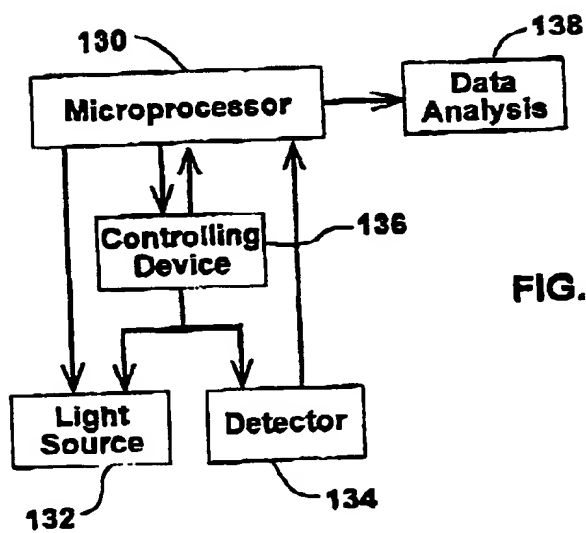 130
138
Microprocessor
Data
Analysis
136
Controlling
Device
FIG.
Light
Source
Detector
132
134